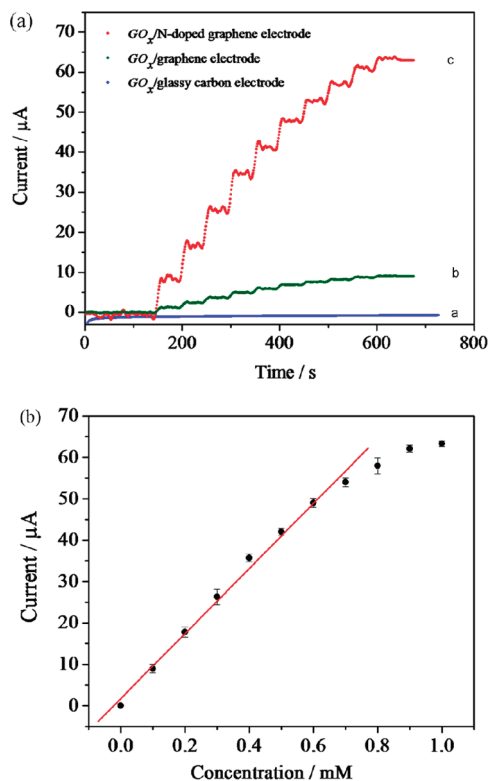 (a)
GOx/N-doped graphene electrode
GOx/graphene electrode
GOx/glassy carbon electrode
c
b
a
70
60
50
40
30
20
10
0
Current / μA
0 200 400 600 800
Time / s
(b)
70
60
50
40
30
20
10
0
Current / μA
0.0 0.2 0.4 0.6 0.8 1.0
Concentration / mM